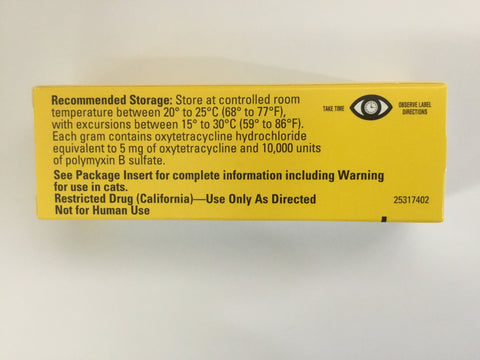 Recommended Storage: Store at controlled room
temperature between 20° to 25°C (68° to 77°F),
with excursions between 15° to 30°C (59° to 86°F).
Each gram contains oxytetracycline hydrochloride
equivalent to 5 mg of oxytetracycline and 10,000 units
of polymyxin B sulfate.
See Package Insert for complete information including Warning
for use in cats.
Restricted Drug (California)—Use Only As Directed
Not for Human Use
TAKE TIME
OBSERVE LABEL
DIRECTIONS
25317402